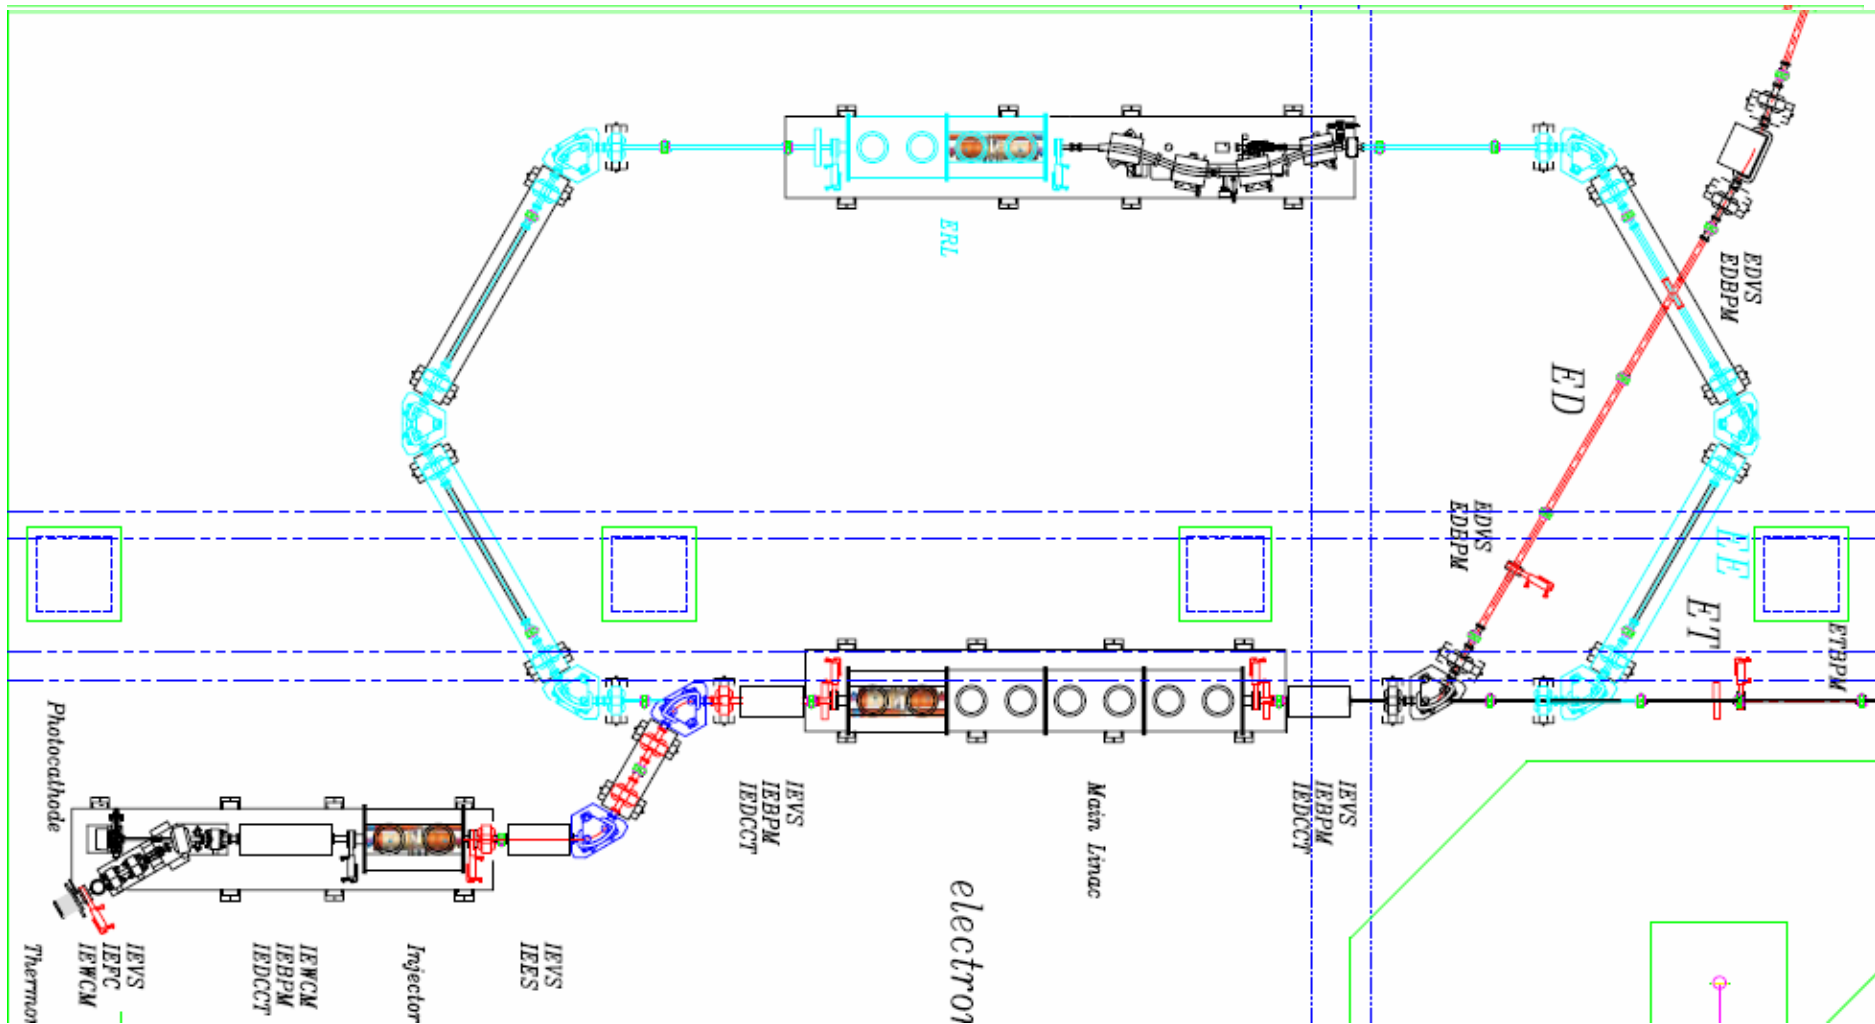 ERL
EDVS
EDBPM
ED
EDVS
EDBPM
EE
ET
ETBPM
Photocathode
IEVS
IEBPM
IEDCCT
Main Linac
IEVS
IEBPM
IEDCCT
electron
Thermion
IEVS
IEFC
IEWCM
IEWCM
IEBPM
IEDCCT
Injector
IEVS
IEES